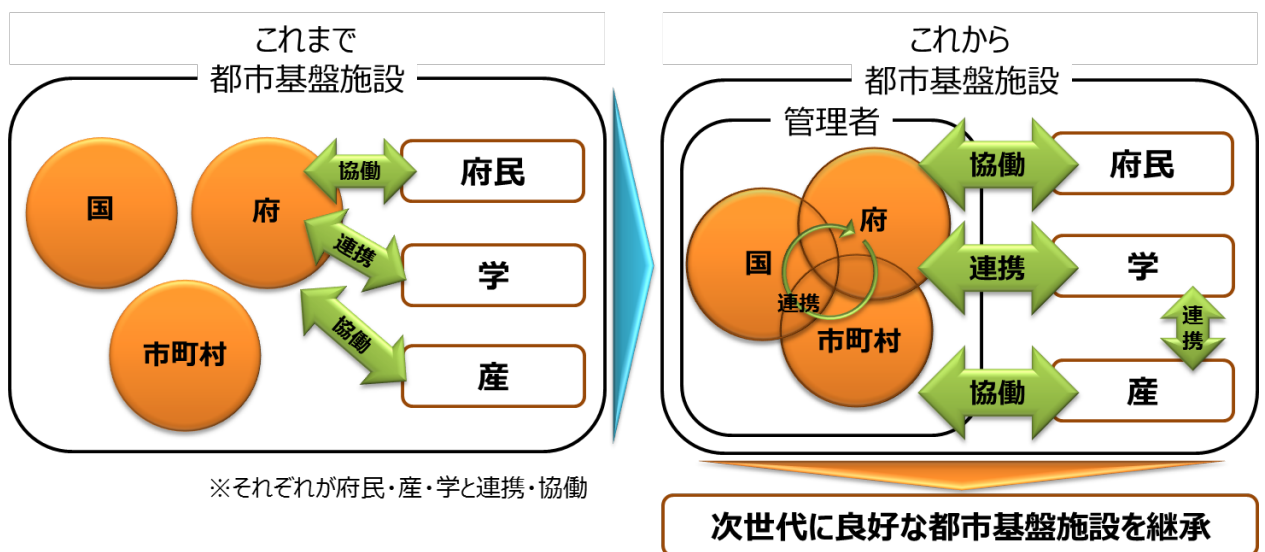 これまで
都市基盤施設
国
府
市町村
協働
府民
連携
学
協働
産
※それぞれが府民・産・学と連携・協働
これから
都市基盤施設
管理者
府
国
連携
市町村
協働
府民
連携
学
連携
協働
産
次世代に良好な都市基盤施設を継承